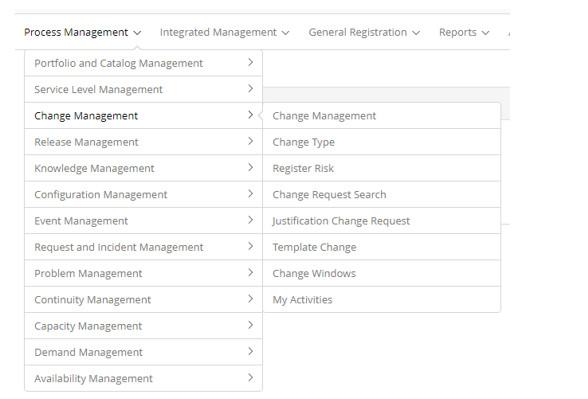 Process Management Integrated Management General Registration Reports
Portfolio and Catalog Management
Service Level Management
Change Management
Release Management
Knowledge Management
Configuration Management
Event Management
Request and Incident Management
Problem Management
Continuity Management
Capacity Management
Demand Management
Availability Management
Change Management
Change Type
Register Risk
Change Request Search
Justification Change Request
Template Change
Change Windows
My Activities